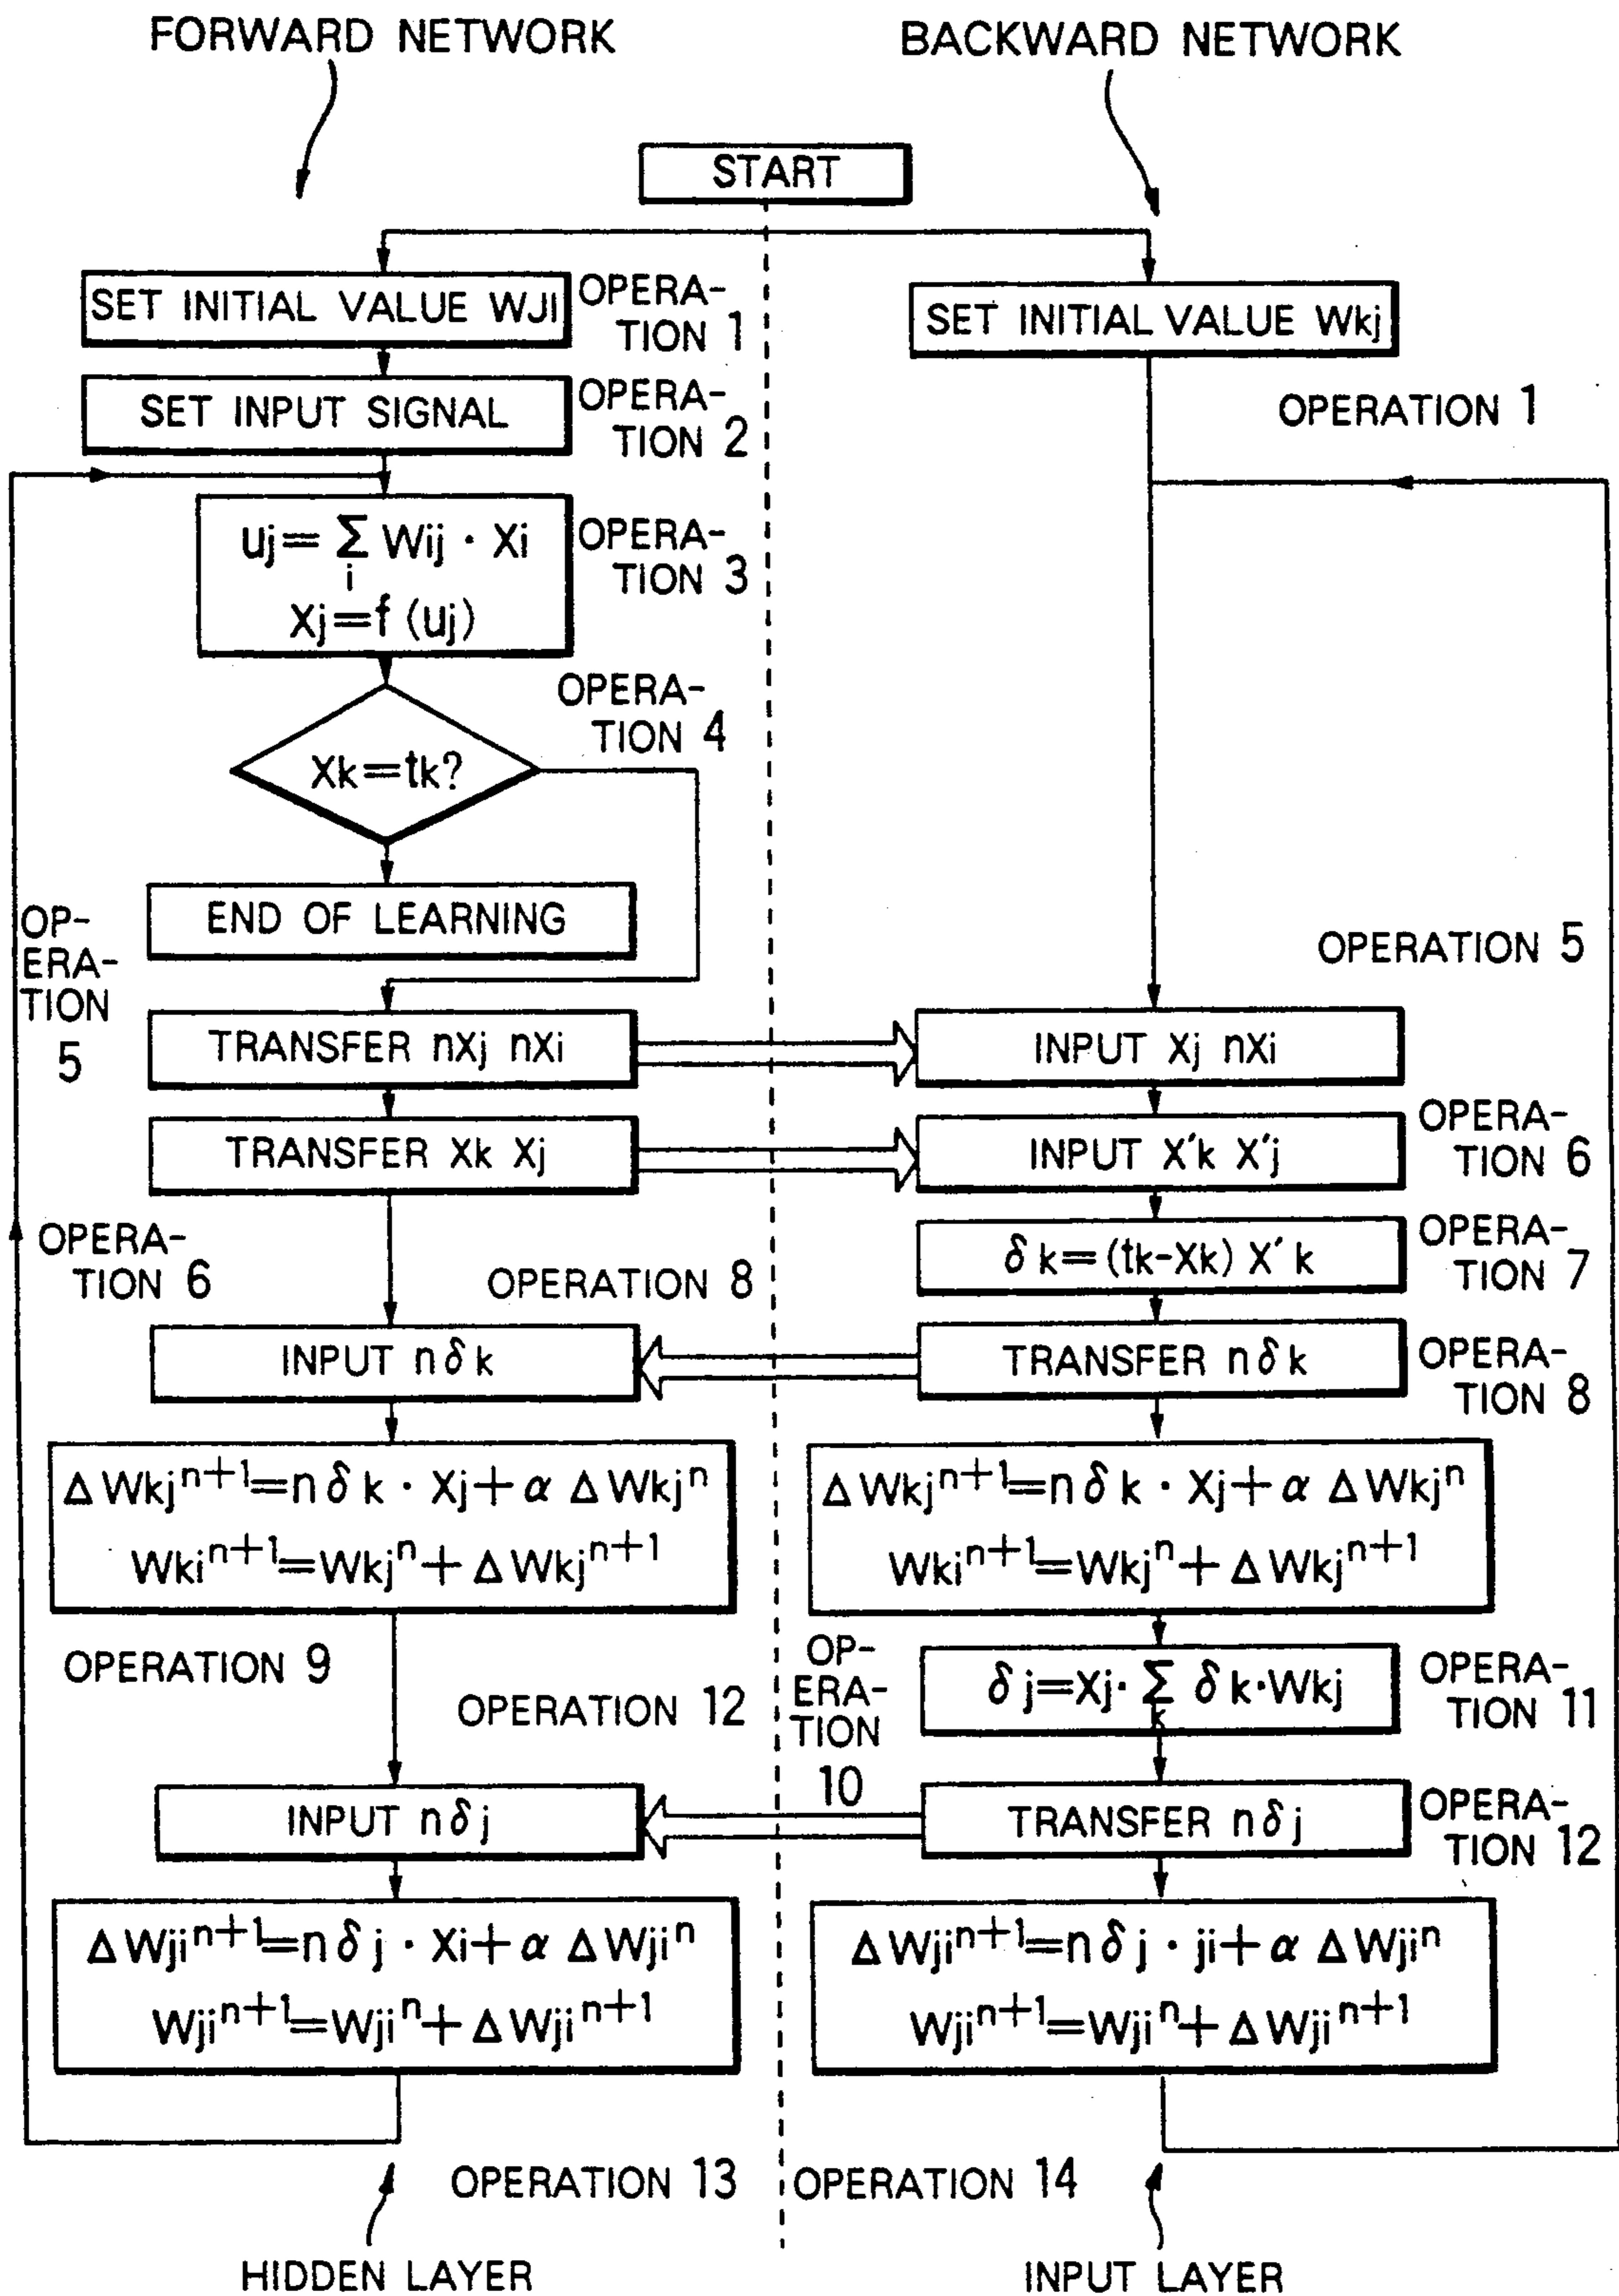 FORWARD NETWORK
BACKWARD NETWORK
START
SET INITIAL VALUE WJI
OPERA-
TION 1
SET INITIAL VALUE Wkj
OPERATION 1
SET INPUT SIGNAL
OPERA-
TION 2
uj=Σ Wij · Xi
i
Xj=f (uj)
OPERA-
TION 3
OPERA-
TION 4
Xk=tk?
END OF LEARNING
OP-
ERA-
TION
5
OPERATION 5
TRANSFER nXj nXi
INPUT Xj nXi
TRANSFER Xk Xj
INPUT X'k X'j
OPERA-
TION 6
OPERA-
TION 6
δk=(tk-Xk) X'k
OPERA-
TION 7
OPERATION 8
INPUT nδk
TRANSFER nδk
OPERA-
TION 8
ΔWkjⁿ⁺¹=nδk · Xj+α ΔWkjⁿ
Wkiⁿ⁺¹=Wkjⁿ+ΔWkjⁿ⁺¹
ΔWkjⁿ⁺¹=nδk · Xj+α ΔWkjⁿ
Wkiⁿ⁺¹=Wkjⁿ+ΔWkjⁿ⁺¹
OPERATION 9
OP-
ERA-
TION
10
δj=Xj· Σ δk·Wkj
k
OPERA-
TION 11
OPERATION 12
INPUT nδj
TRANSFER nδj
OPERA-
TION 12
ΔWjiⁿ⁺¹=nδj · Xi+α ΔWjiⁿ
Wjiⁿ⁺¹=Wjiⁿ+ΔWjiⁿ⁺¹
ΔWjiⁿ⁺¹=nδj · ji+α ΔWjiⁿ
Wjiⁿ⁺¹=Wjiⁿ+ΔWjiⁿ⁺¹
OPERATION 13
OPERATION 14
HIDDEN LAYER
INPUT LAYER